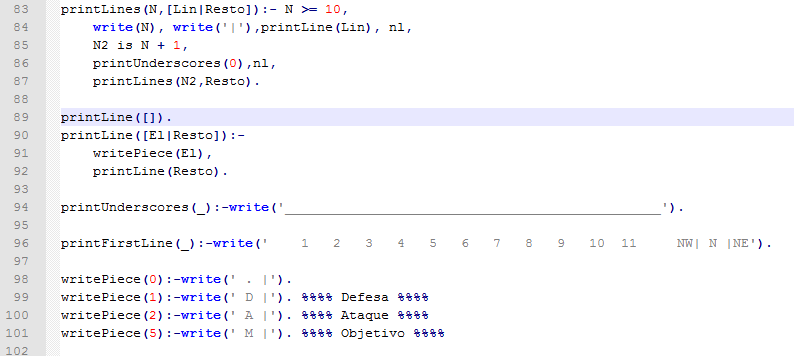 83 printLines(N,[Lin|Resto]):- N >= 10,
84     write(N), write('|'),printLine(Lin), nl,
85     N2 is N + 1,
86     printUnderscores(0),nl,
87     printLines(N2,Resto).
88
89 printLine([]).
90 printLine([El|Resto]):-
91     writePiece(El),
92     printLine(Resto).
93
94 printUnderscores(_):-write('_______________________________________________').
95
96 printFirstLine(_):-write('    1   2   3   4   5   6   7   8   9   10  11     NW| N |NE').
97
98 writePiece(0):-write(' . |').
99 writePiece(1):-write(' D |'). %%%% Defesa %%%%
100 writePiece(2):-write(' A |'). %%%% Ataque %%%%
101 writePiece(5):-write(' M |'). %%%% Objetivo %%%%
102